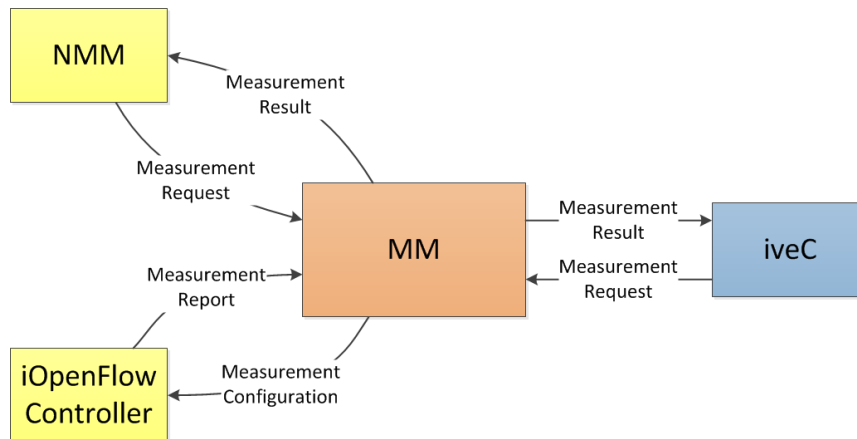 NMM
Measurement
Result
Measurement
Request
MM
Measurement
Result
iveC
Measurement
Request
Measurement
Report
iOpenFlow
Controller
Measurement
Configuration